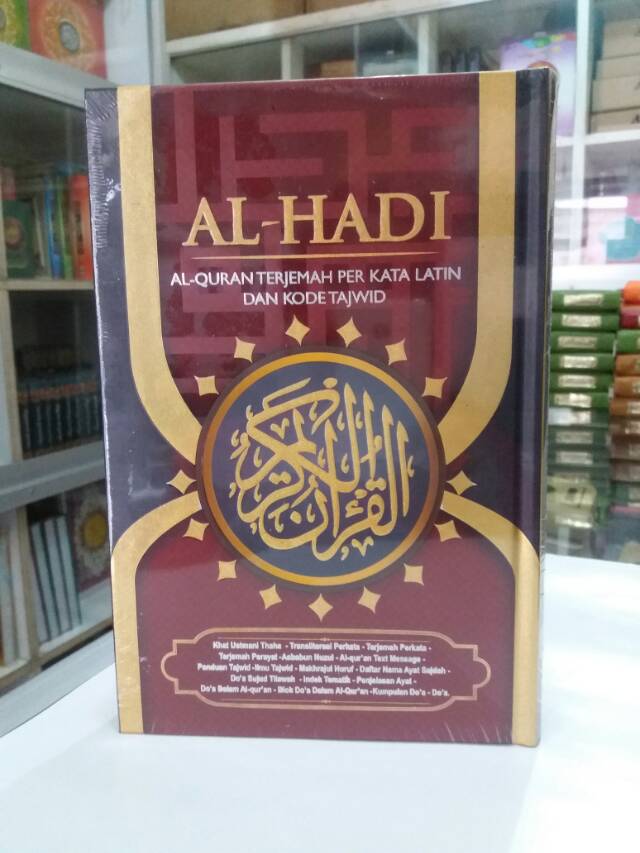 AL-HADI
AL-QURAN TERJEMAH PER KATA LATIN
DAN KODE TAJWID
القرآن الكريم
Khat Ustmani Thaha - Transliterasi Perkata - Terjemah Perkata -
Terjemah Perayat - Asbabun Nuzul - Al-qur'an Text Message -
Panduan Tajwid - Ilmu Tajwid - Makhrajul Huruf - Daftar Nama Ayat Sajdah -
Do'a Sujud Tilawah - Indek Tematik - Penjelasan Ayat -
Do'a Dalam Al-qur'an - Blok Do'a Dalam Al-Qur'an - Kumpulan Do'a - Do'a.